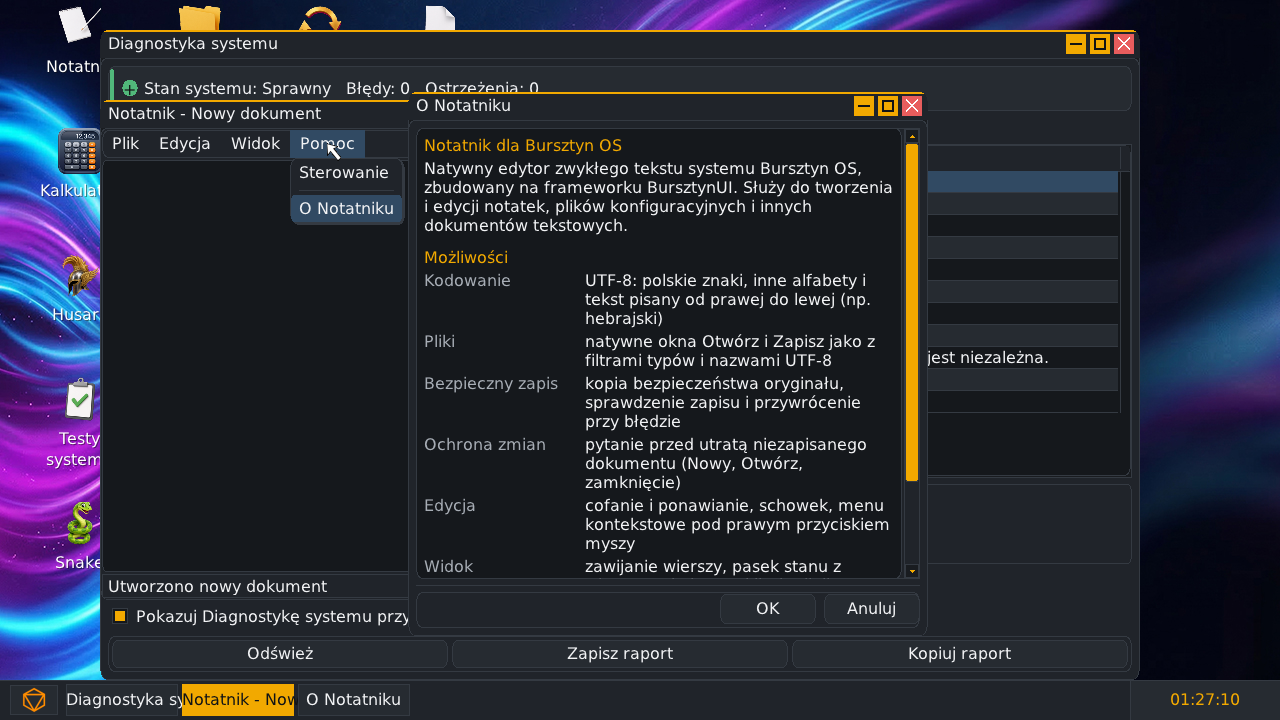 Notatn
Kalkulat
Husar
Testy
system
Snake
Diagnostyka systemu
Stan systemu: Sprawny Błędy: 0 Ostrzeżenia: 0
Notatnik - Nowy dokument
Plik Edycja Widok Pomoc
Sterowanie
O Notatniku
O Notatniku
Notatnik dla Bursztyn OS
Natywny edytor zwykłego tekstu systemu Bursztyn OS,
zbudowany na frameworku BursztynUI. Służy do tworzenia
i edycji notatek, plików konfiguracyjnych i innych
dokumentów tekstowych.
Możliwości
Kodowanie UTF-8: polskie znaki, inne alfabety i
tekst pisany od prawej do lewej (np.
hebrajski)
Pliki natywne okna Otwórz i Zapisz jako z
filtrami typów i nazwami UTF-8
Bezpieczny zapis kopia bezpieczeństwa oryginału,
sprawdzenie zapisu i przywrócenie
przy błędzie
Ochrona zmian pytanie przed utratą niezapisanego
dokumentu (Nowy, Otwórz,
zamknięcie)
Edycja cofanie i ponawianie, schowek, menu
kontekstowe pod prawym przyciskiem
myszy
Widok zawijanie wierszy, pasek stanu z
jest niezależna.
OK Anuluj
Utworzono nowy dokument
Pokazuj Diagnostykę systemu przy
Odśwież Zapisz raport Kopiuj raport
Diagnostyka sy Notatnik - Now O Notatniku 01:27:10